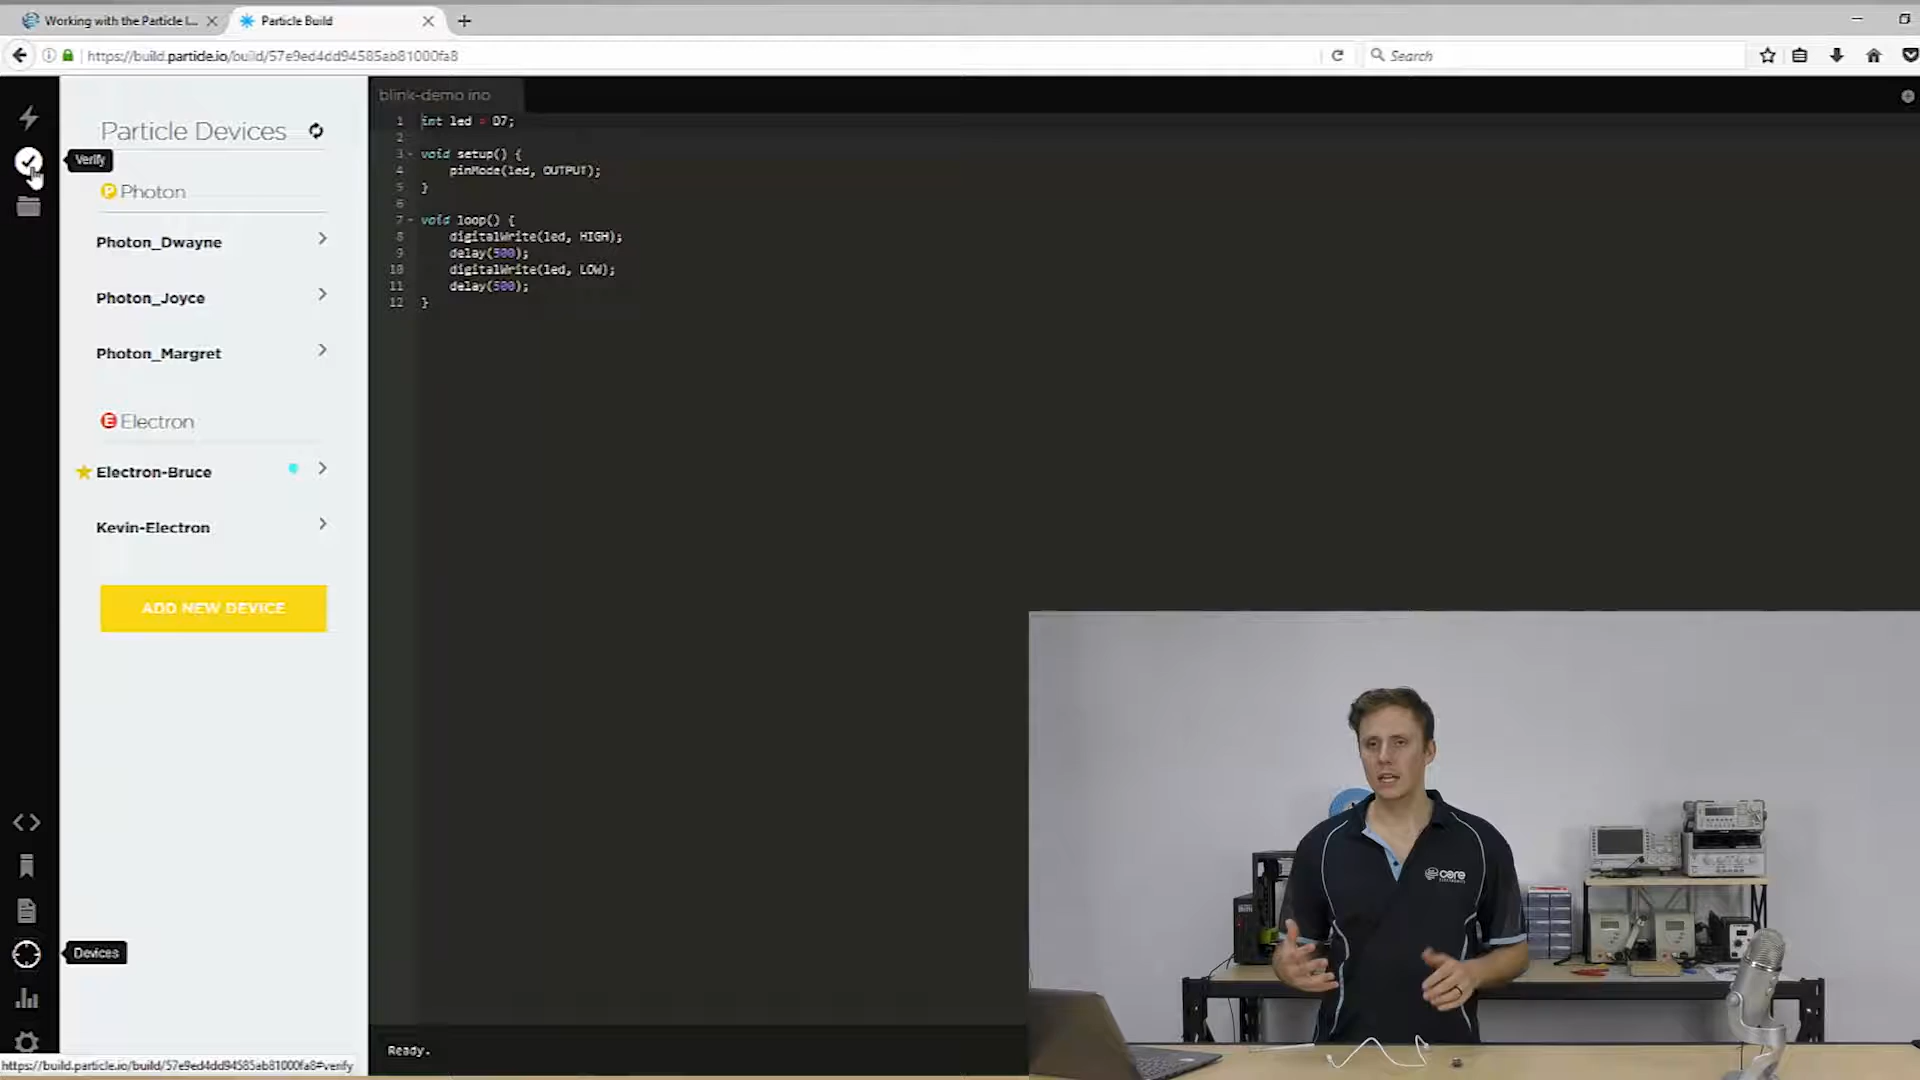 Working with the Particle I...
Particle Build
https://build.particle.io/build/57e9ed4dd94585ab81000fa8
Search
Particle Devices
Verify
Photon
Photon_Dwayne
Photon_Joyce
Photon_Margret
E Electron
Electron-Bruce
Kevin-Electron
ADD NEW DEVICE
Devices
https://build.particle.io/build/57e9ed4dd94585ab81000fa8#verify
blink-demo.ino
1 int led = D7;
2
3 void setup() {
4 pinMode(led, OUTPUT);
5 }
6
7 void loop() {
8 digitalWrite(led, HIGH);
9 delay(500);
10 digitalWrite(led, LOW);
11 delay(500);
12 }
Ready.
core
ELECTRONICS